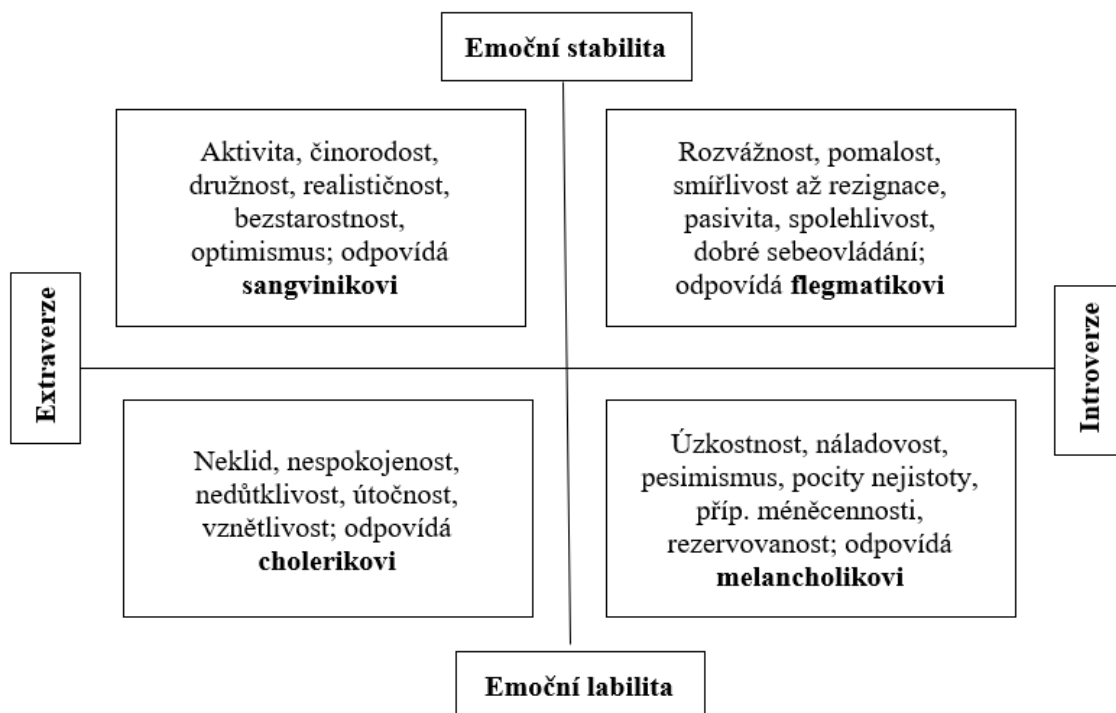 Emoční stabilita
Aktivita, činorodost,
družnost, realističnost,
bezstarostnost,
optimismus; odpovídá
sangvinikovi
Rozvážnost, pomalost,
smířlivost až rezignace,
pasivita, spolehlivost,
dobré sebeovládání;
odpovídá flegmatikovi
Extraverze
Introverze
Neklid, nespokojenost,
nedůtklivost, útočnost,
vznětlivost; odpovídá
cholerikovi
Úzkostnost, náladovost,
pesimismus, pocity nejistoty,
příp. méněcennosti,
rezervovanost; odpovídá
melancholikovi
Emoční labilita